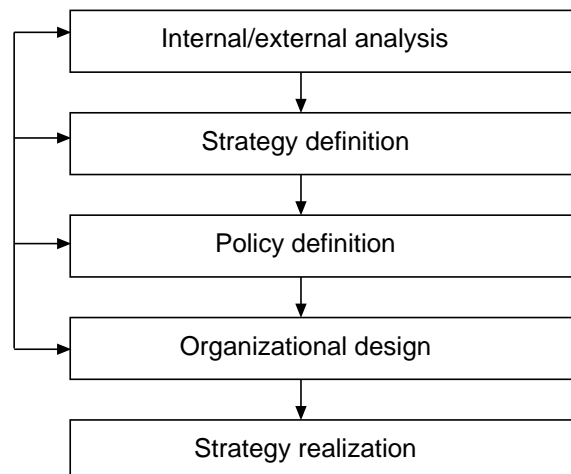 Internal/external analysis
Strategy definition
Policy definition
Organizational design
Strategy realization